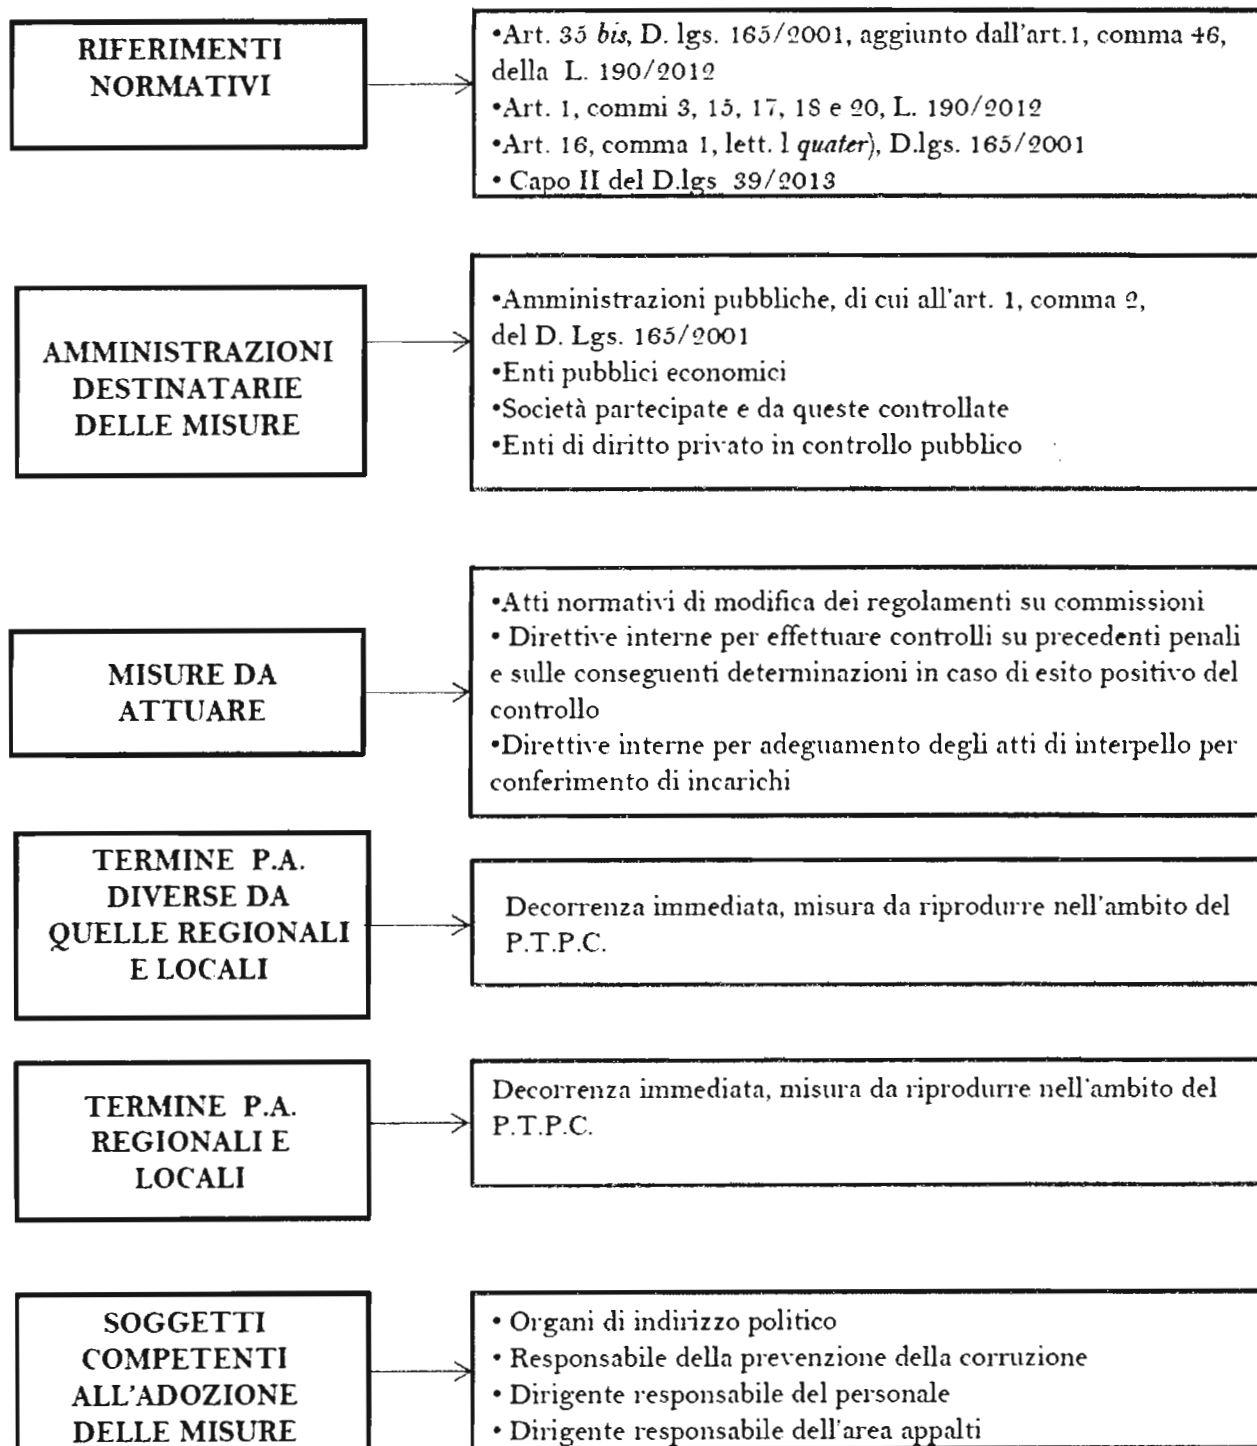 RIFERIMENTI
NORMATIVI
•Art. 35 bis, D. lgs. 165/2001, aggiunto dall'art.1, comma 46,
della L. 190/2012
•Art. 1, commi 3, 15, 17, 18 e 20, L. 190/2012
•Art. 16, comma 1, lett. l quater), D.lgs. 165/2001
• Capo II del D.lgs 39/2013
AMMINISTRAZIONI
DESTINATARIE
DELLE MISURE
•Amministrazioni pubbliche, di cui all'art. 1, comma 2,
del D. Lgs. 165/2001
•Enti pubblici economici
•Società partecipate e da queste controllate
•Enti di diritto privato in controllo pubblico
MISURE DA
ATTUARE
•Atti normativi di modifica dei regolamenti su commissioni
• Direttive interne per effettuare controlli su precedenti penali
e sulle conseguenti determinazioni in caso di esito positivo del
controllo
•Direttive interne per adeguamento degli atti di interpello per
conferimento di incarichi
TERMINE P.A.
DIVERSE DA
QUELLE REGIONALI
E LOCALI
Decorrenza immediata, misura da riprodurre nell'ambito del
P.T.P.C.
TERMINE P.A.
REGIONALI E
LOCALI
Decorrenza immediata, misura da riprodurre nell'ambito del
P.T.P.C.
SOGGETTI
COMPETENTI
ALL'ADOZIONE
DELLE MISURE
• Organi di indirizzo politico
• Responsabile della prevenzione della corruzione
• Dirigente responsabile del personale
• Dirigente responsabile dell'area appalti